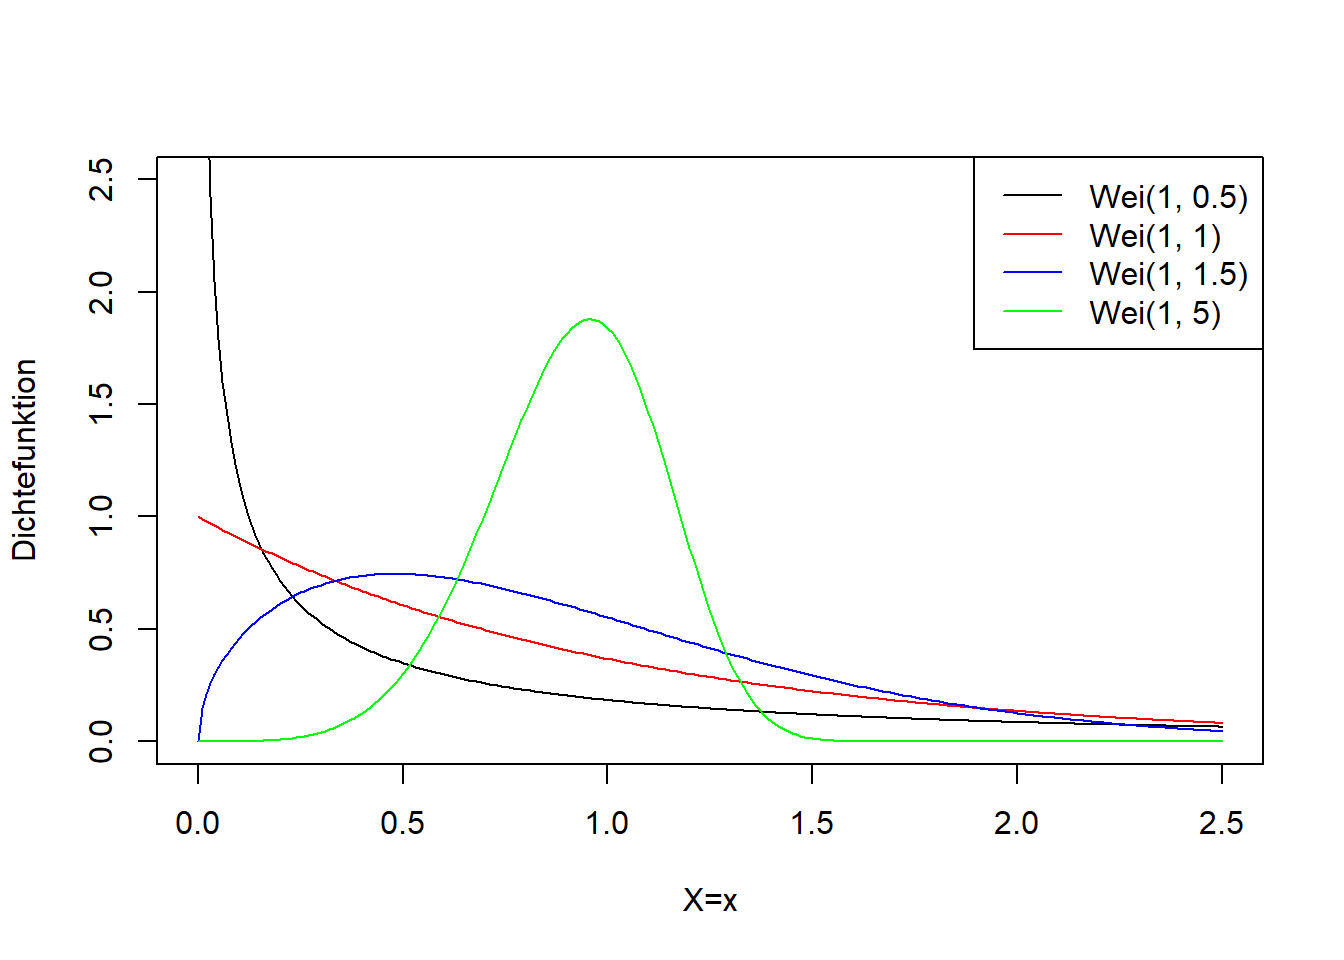 Wei(1, 0.5)
Wei(1, 1)
Wei(1, 1.5)
Wei(1, 5)
Dichtefunktion
2.5
2.0
1.5
1.0
0.5
0.0
0.0 0.5 1.0 1.5 2.0 2.5
X=x